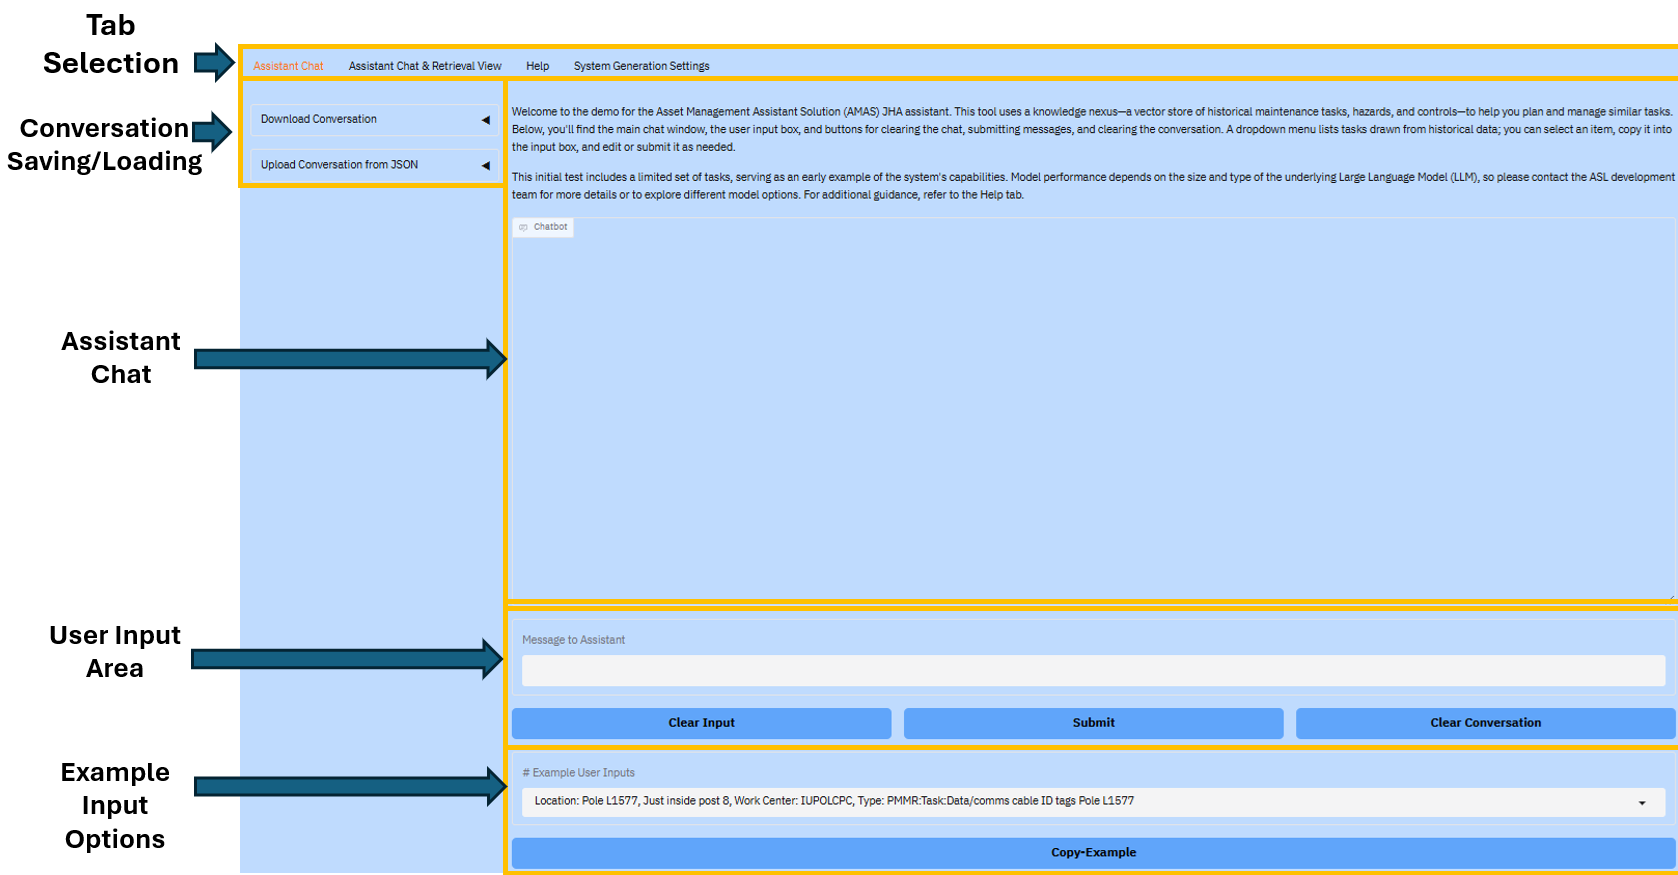 Tab
Selection
Assistant Chat
Assistant Chat & Retrieval View
Help
System Generation Settings
Conversation
Saving/Loading
Download Conversation
Upload Conversation from JSON
Welcome to the demo for the Asset Management Assistant Solution (AMAS) JHA assistant. This tool uses a knowledge nexus—a vector store of historical maintenance tasks, hazards, and controls—to help you plan and manage similar tasks.
Below, you'll find the main chat window, the user input box, and buttons for clearing the chat, submitting messages, and clearing the conversation. A dropdown menu lists tasks drawn from historical data; you can select an item, copy it into
the input box, and edit or submit it as needed.
This initial test includes a limited set of tasks, serving as an early example of the system's capabilities. Model performance depends on the size and type of the underlying Large Language Model (LLM), so please contact the ASL development
team for more details or to explore different model options. For additional guidance, refer to the Help tab.
Chatbot
Assistant
Chat
User Input
Area
Message to Assistant
Clear Input
Submit
Clear Conversation
Example
Input
Options
# Example User Inputs
Location: Pole L1577, Just inside post 8, Work Center: IUPOLCPC, Type: PMMR:Task:Data/comms cable ID tags Pole L1577
Copy-Example